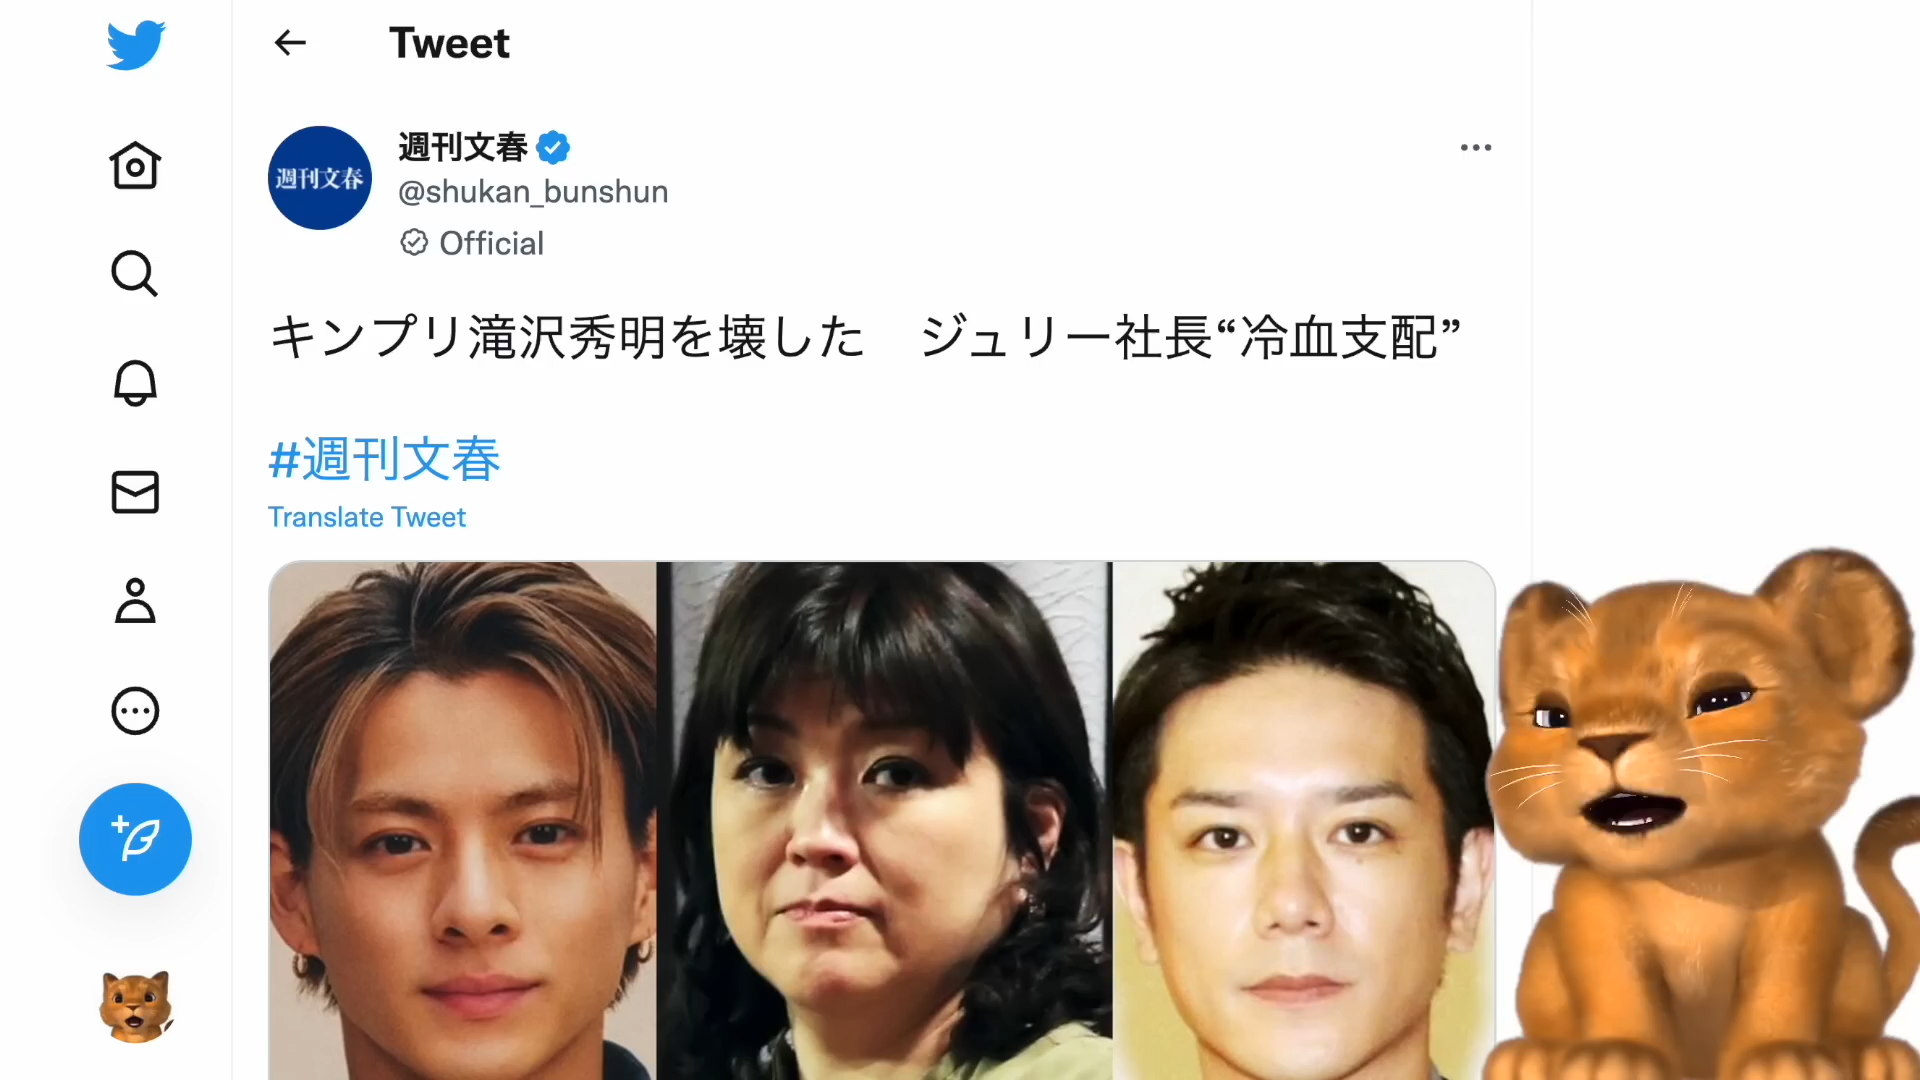 Tweet
週刊文春
週刊文春
@shukan_bunshun
Official
キンプリ滝沢秀明を壊した　ジュリー社長“冷血支配”
#週刊文春
Translate Tweet